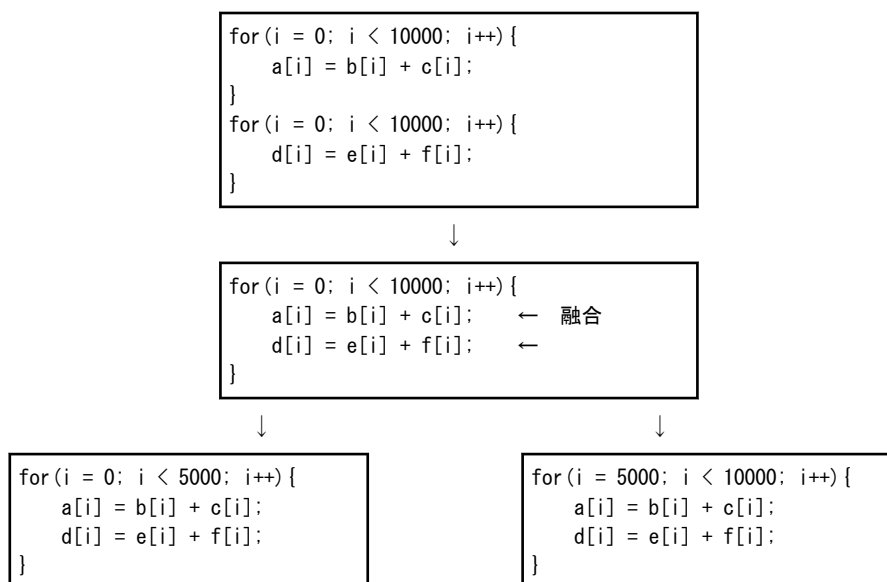 for(i = 0; i < 10000; i++){
a[i] = b[i] + c[i];
}
for(i = 0; i < 10000; i++){
d[i] = e[i] + f[i];
}
↓
for(i = 0; i < 10000; i++){
a[i] = b[i] + c[i]; ← 融合
d[i] = e[i] + f[i]; ←
}
↓ ↓
for(i = 0; i < 5000; i++){
a[i] = b[i] + c[i];
d[i] = e[i] + f[i];
}
for(i = 5000; i < 10000; i++){
a[i] = b[i] + c[i];
d[i] = e[i] + f[i];
}